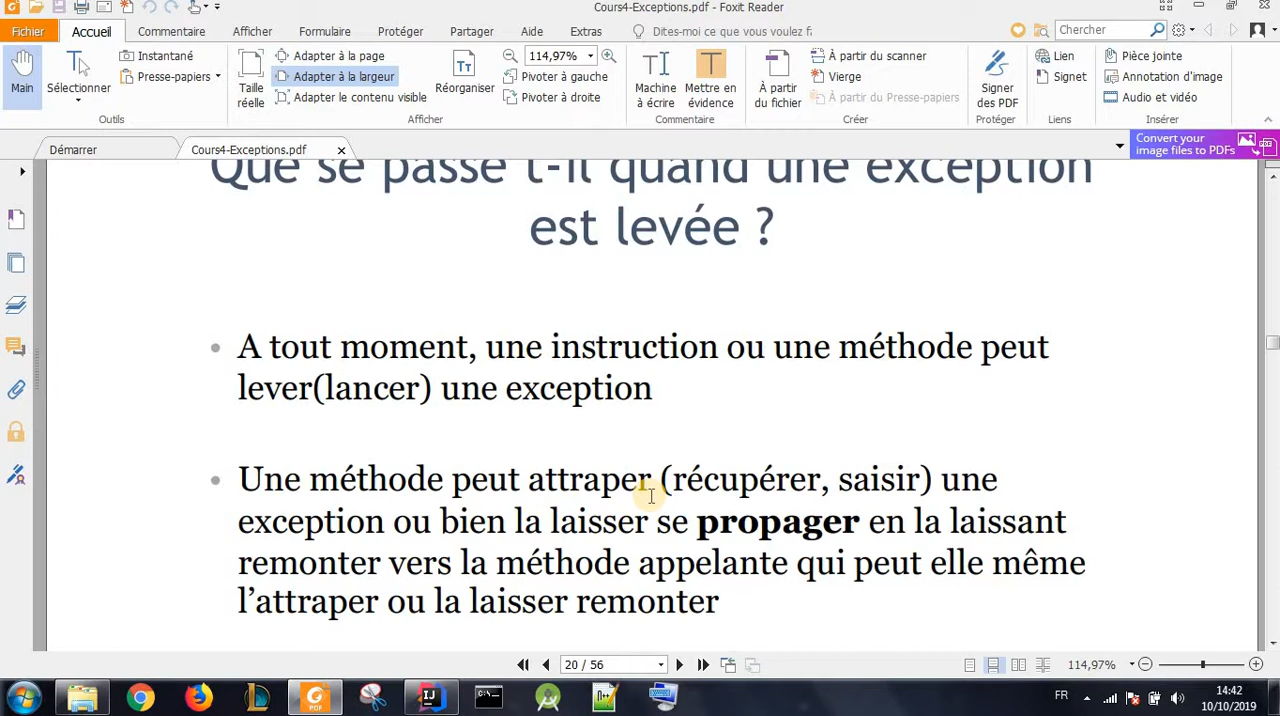 Cours4-Exceptions.pdf - Foxit Reader
Fichier Accueil Commentaire Afficher Formulaire Protéger Partager Aide Extras Dites-moi ce que vous voulez f. Chercher
Main
Sélectionner
Instantané
Presse-papiers
Outils
Taille réelle
Adapter à la page
Adapter à la largeur
Adapter le contenu visible
Réorganiser
114,97%
Pivoter à gauche
Pivoter à droite
Afficher
Machine à écrire
Mettre en évidence
Commentaire
À partir du fichier
À partir du scanner
Vierge
À partir du Presse-papiers
Créer
Signer des PDF
Protéger
Lien
Signet
Liens
Pièce jointe
Annotation d'image
Audio et vidéo
Insérer
Démarrer Cours4-Exceptions.pdf
Convert your
image files to PDFs
Que se passe t-il quand une exception
est levée ?
• A tout moment, une instruction ou une méthode peut
lever(lancer) une exception
• Une méthode peut attraper (récupérer, saisir) une
exception ou bien la laisser se propager en la laissant
remonter vers la méthode appelante qui peut elle même
l’attraper ou la laisser remonter
20 / 56 114,97%
FR 14:42
10/10/2019